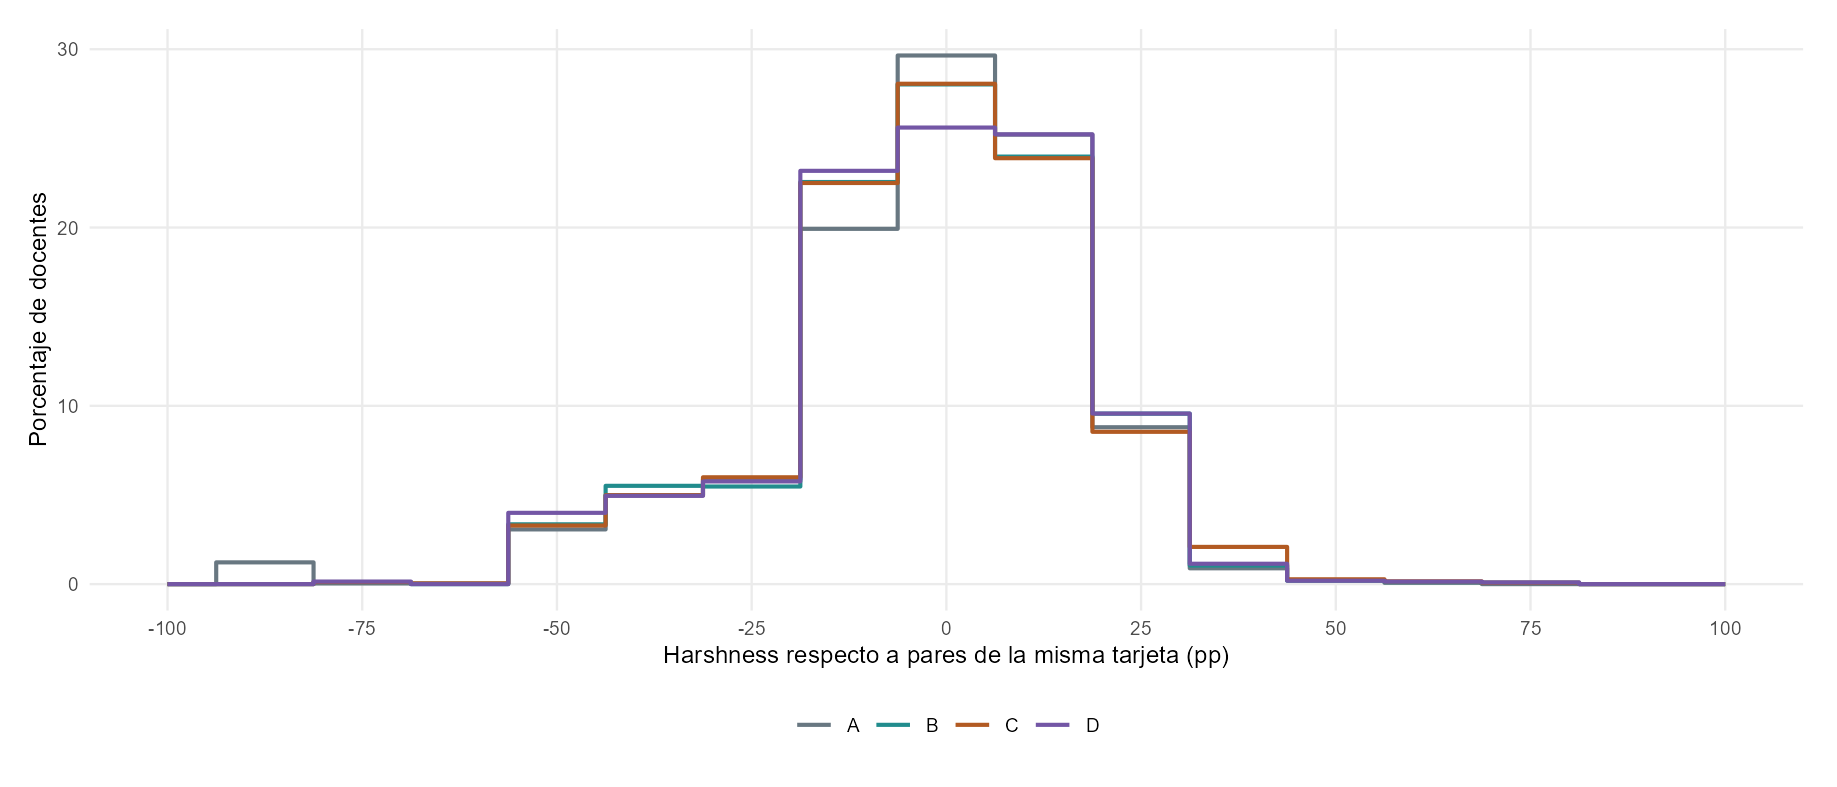 Porcentaje de docentes
30
20
10
0
-100 -75 -50 -25 0 25 50 75 100
Harshness respecto a pares de la misma tarjeta (pp)
A B C D